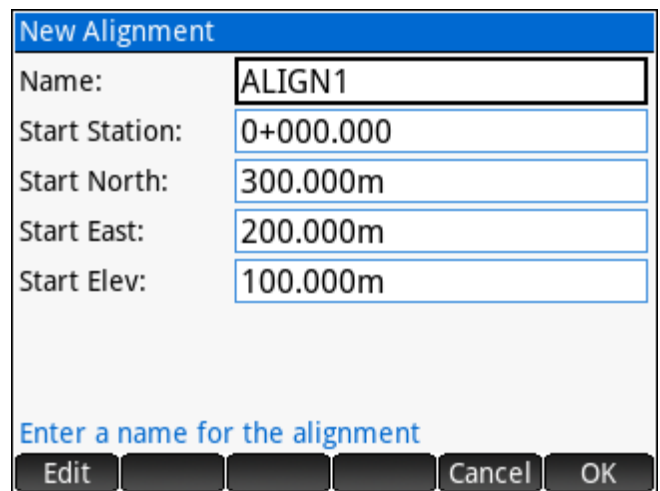 New Alignment
Name: ALIGN1
Start Station: 0+000.000
Start North: 300.000m
Start East: 200.000m
Start Elev: 100.000m
Enter a name for the alignment
Edit Cancel OK